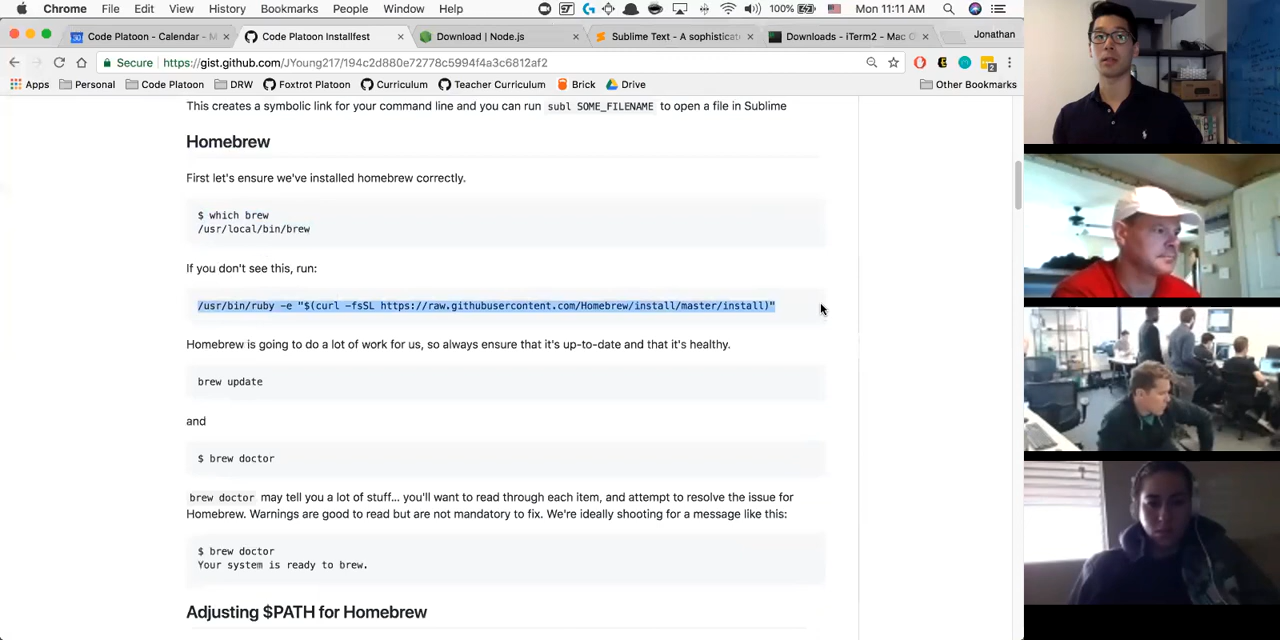 Chrome File Edit View History Bookmarks People Window Help 100% Mon 11:11 AM
Code Platoon - Calendar - M Code Platoon Installfest Download | Node.js Sublime Text - A sophisticat Downloads - iTerm2 - Mac O Jonathan
Secure https://gist.github.com/JYoung217/194c2d880e72778c5994f4a3c6812af2
Apps Personal Code Platoon DRW Foxtrot Platoon Curriculum Teacher Curriculum Brick Drive Other Bookmarks
This creates a symbolic link for your command line and you can run subl SOME_FILENAME to open a file in Sublime
Homebrew
First let's ensure we've installed homebrew correctly.
$ which brew
/usr/local/bin/brew
If you don't see this, run:
/usr/bin/ruby -e "$(curl -fsSL https://raw.githubusercontent.com/Homebrew/install/master/install)"
Homebrew is going to do a lot of work for us, so always ensure that it's up-to-date and that it's healthy.
brew update
and
$ brew doctor
brew doctor may tell you a lot of stuff... you'll want to read through each item, and attempt to resolve the issue for
Homebrew. Warnings are good to read but are not mandatory to fix. We're ideally shooting for a message like this:
$ brew doctor
Your system is ready to brew.
Adjusting $PATH for Homebrew